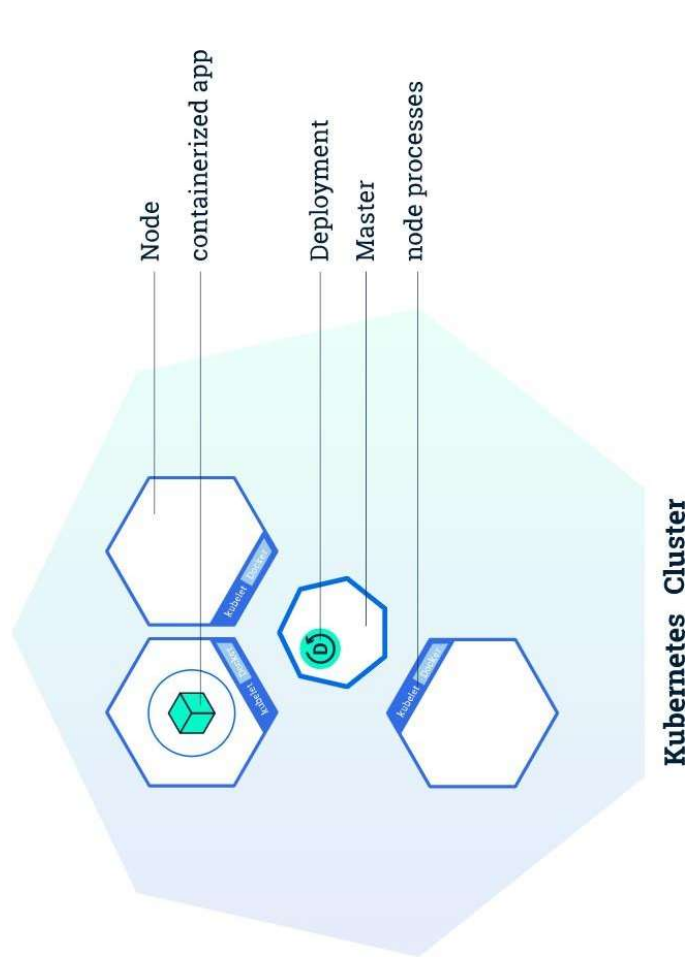 Node
containerized app
Deployment
Master
node processes
kubelet Docker
kubelet Docker
D
kubelet Docker
Kubernetes Cluster